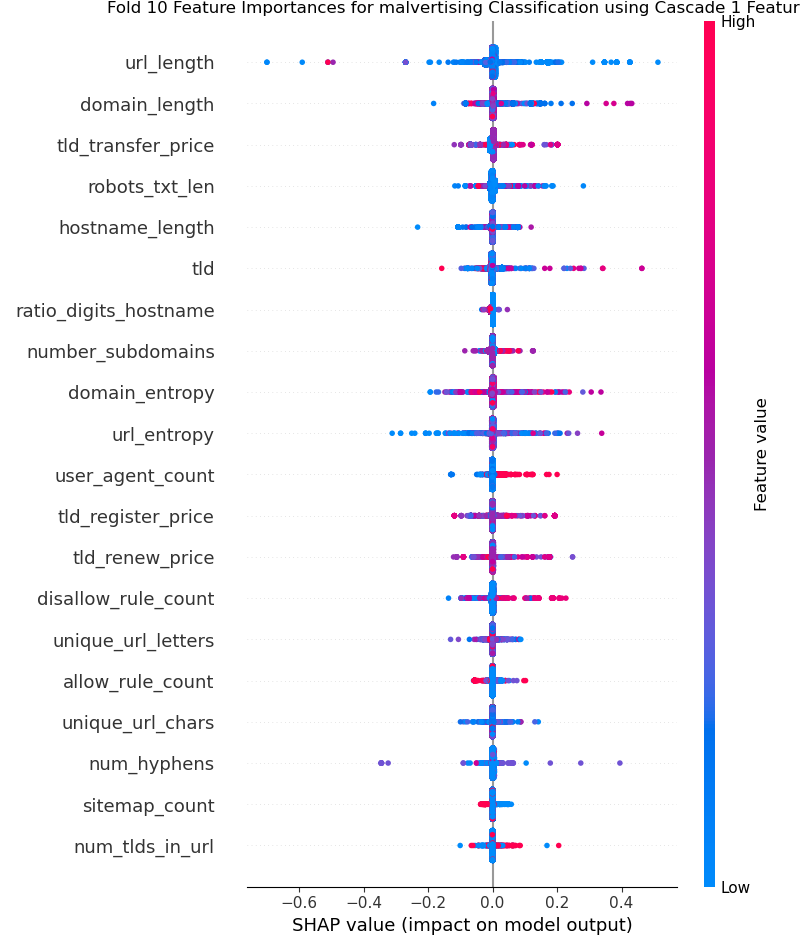 Fold 10 Feature Importances for malvertising Classification using Cascade 1 Featur
High
url_length
domain_length
tld_transfer_price
robots_txt_len
hostname_length
tld
ratio_digits_hostname
number_subdomains
domain_entropy
url_entropy
user_agent_count
tld_register_price
tld_renew_price
disallow_rule_count
unique_url_letters
allow_rule_count
unique_url_chars
num_hyphens
sitemap_count
num_tlds_in_url
Feature value
Low
−0.6 −0.4 −0.2 0.0 0.2 0.4
SHAP value (impact on model output)